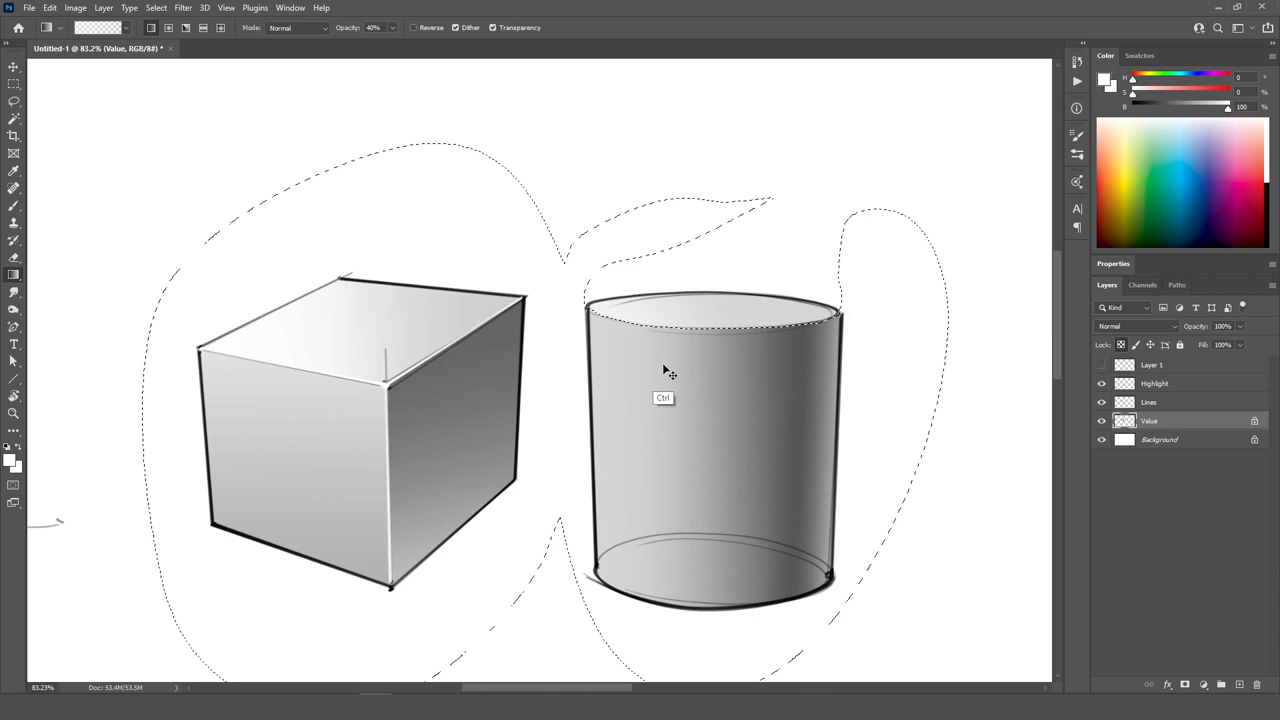 Ps File Edit Image Layer Type Select Filter 3D View Plugins Window Help
Mode: Normal Opacity: 40% Reverse Dither Transparency
Untitled-1 @ 83.2% (Value, RGB/8#) * ×
Color Swatches
H 0 °
S 0 %
B 100 %
Properties
Layers Channels Paths
Kind
Normal Opacity: 100%
Lock: Fill: 100%
Layer 1
Highlight
Lines
Value
Background
Ctrl
83.23% Doc: 53.4M/53.5M